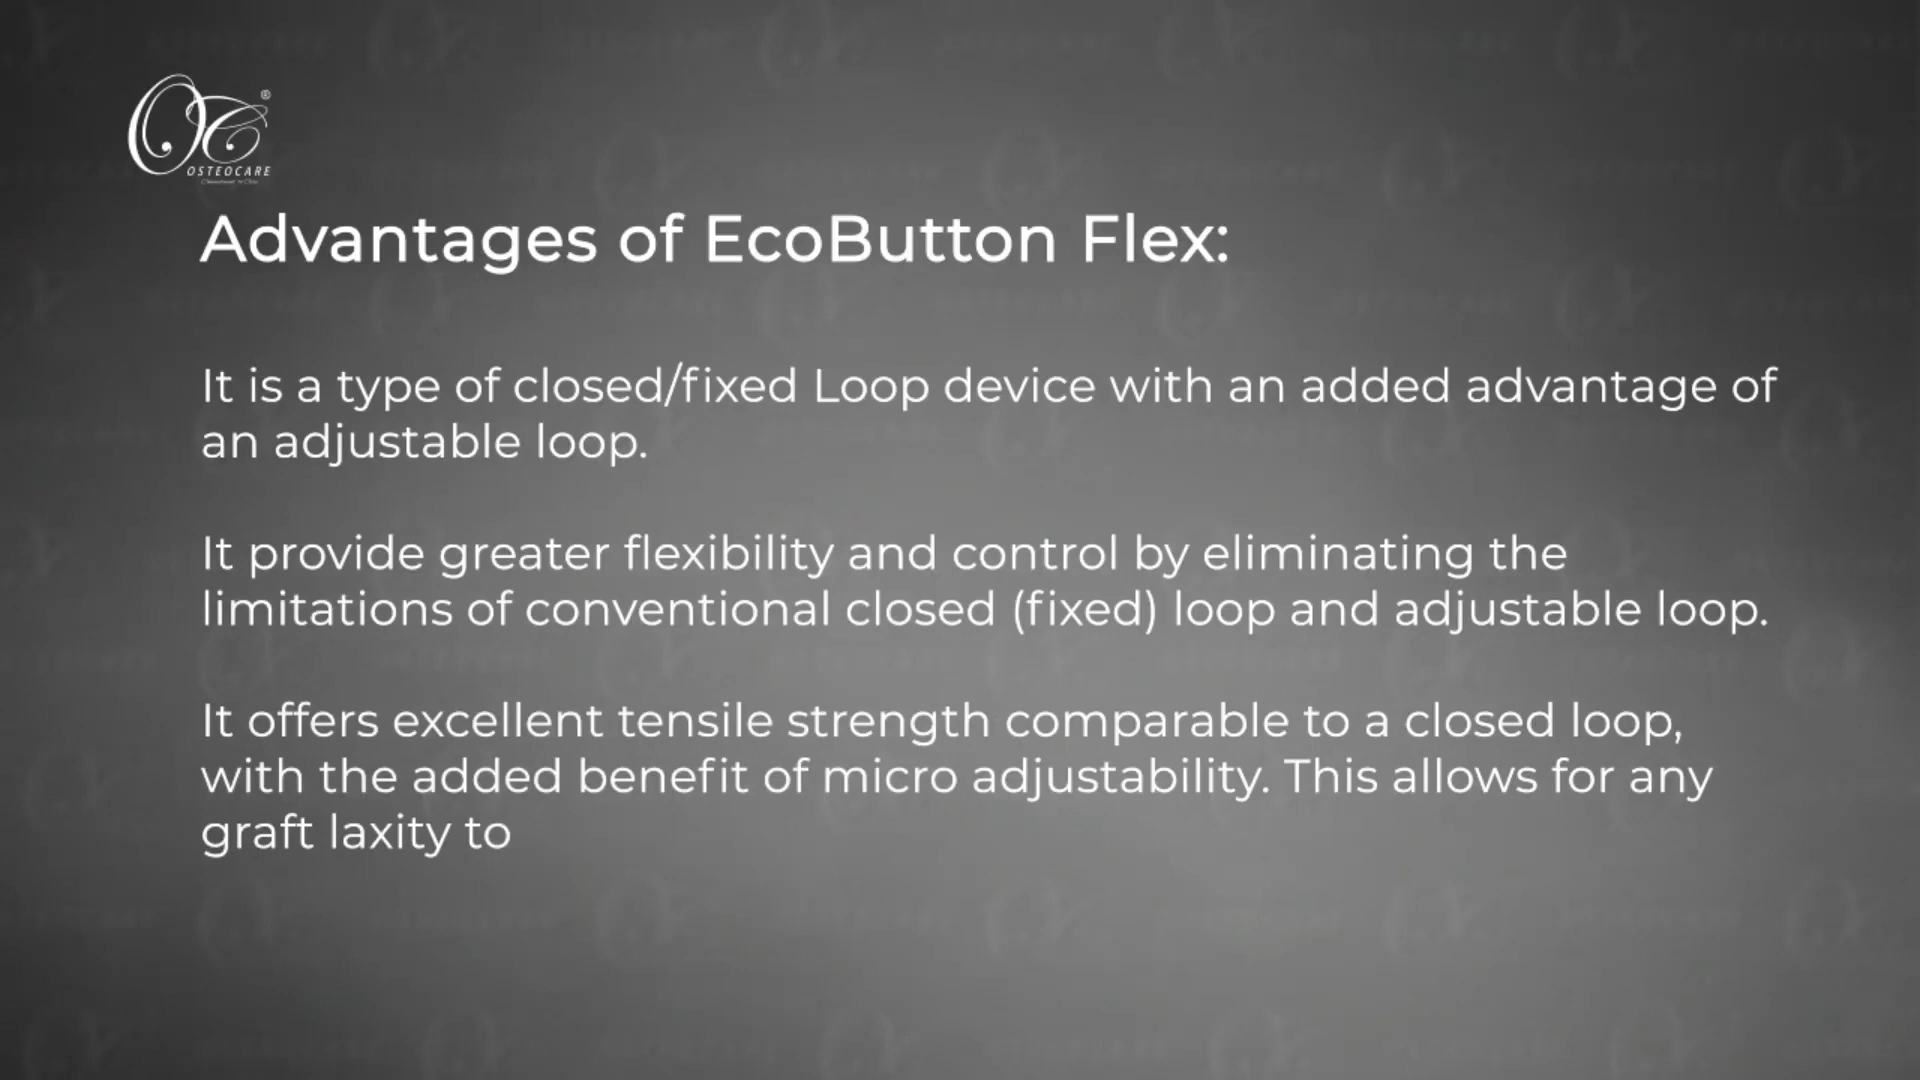 OSTEOCARE
Advantages of EcoButton Flex:
It is a type of closed/fixed Loop device with an added advantage of
an adjustable loop.
It provide greater flexibility and control by eliminating the
limitations of conventional closed (fixed) loop and adjustable loop.
It offers excellent tensile strength comparable to a closed loop,
with the added benefit of micro adjustability. This allows for any
graft laxity to